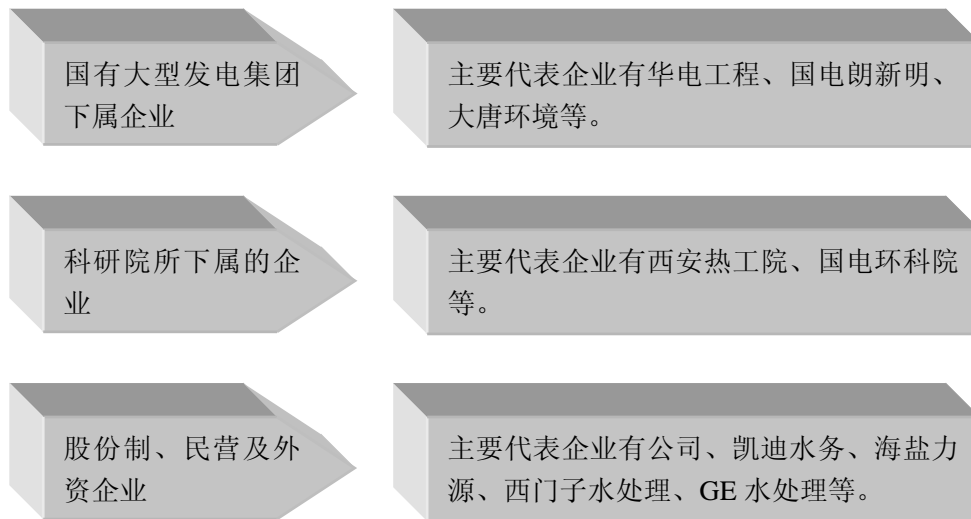 国有大型发电集团
下属企业
主要代表企业有华电工程、国电朗新明、
大唐环境等。
科研院所下属的企
业
主要代表企业有西安热工院、国电环科院
等。
股份制、民营及外
资企业
主要代表企业有公司、凯迪水务、海盐力
源、西门子水处理、GE 水处理等。